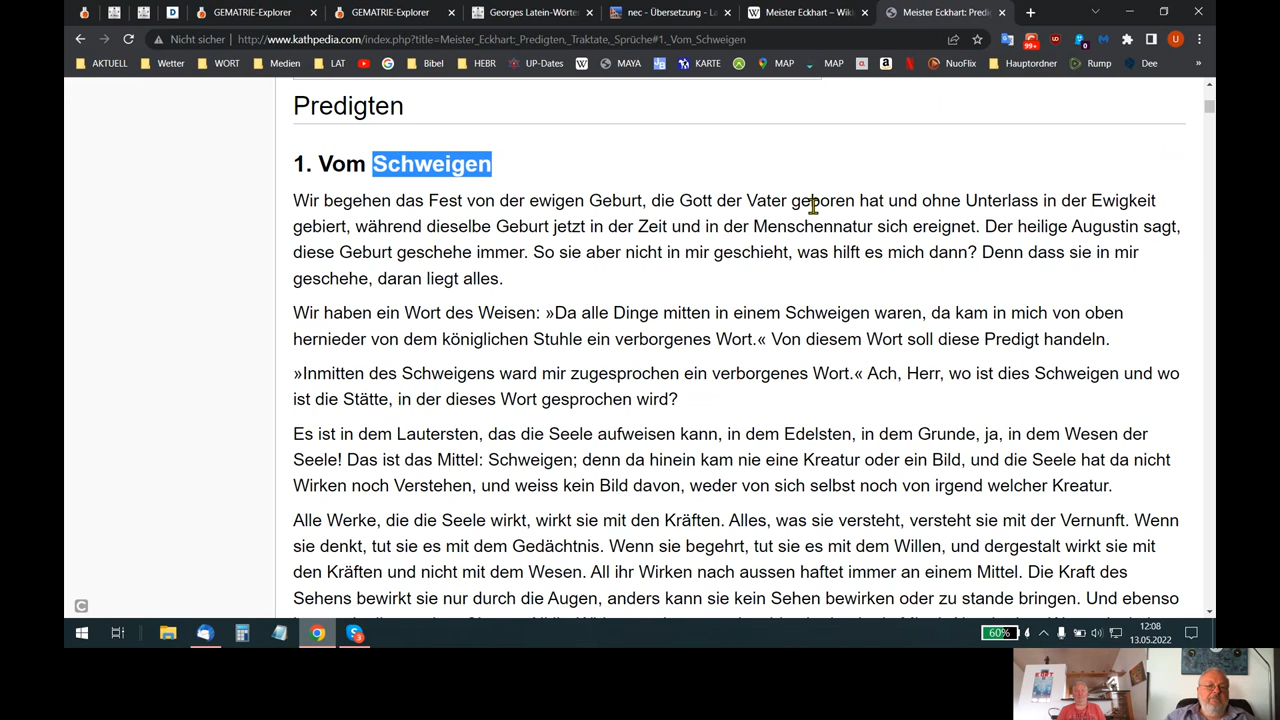 GEMATRIE-Explorer
GEMATRIE-Explorer
Georges Latein-Wört
nec - Übersetzung - La
Meister Eckhart – Wiki
Meister Eckhart: Predig
Nicht sicher | http://www.kathpedia.com/index.php?title=Meister_Eckhart:_Predigten,_Traktate,_Sprüche#1._Vom_Schweigen
AKTUELL Wetter WORT Medien LAT Bibel HEBR UP-Dates MAYA KARTE MAP MAP NuoFlix Hauptordner Rump Dee »
Predigten
1. Vom Schweigen
Wir begehen das Fest von der ewigen Geburt, die Gott der Vater geboren hat und ohne Unterlass in der Ewigkeit
gebiert, während dieselbe Geburt jetzt in der Zeit und in der Menschennatur sich ereignet. Der heilige Augustin sagt,
diese Geburt geschehe immer. So sie aber nicht in mir geschieht, was hilft es mich dann? Denn dass sie in mir
geschehe, daran liegt alles.
Wir haben ein Wort des Weisen: »Da alle Dinge mitten in einem Schweigen waren, da kam in mich von oben
hernieder von dem königlichen Stuhle ein verborgenes Wort.« Von diesem Wort soll diese Predigt handeln.
»Inmitten des Schweigens ward mir zugesprochen ein verborgenes Wort.« Ach, Herr, wo ist dies Schweigen und wo
ist die Stätte, in der dieses Wort gesprochen wird?
Es ist in dem Lautersten, das die Seele aufweisen kann, in dem Edelsten, in dem Grunde, ja, in dem Wesen der
Seele! Das ist das Mittel: Schweigen; denn da hinein kam nie eine Kreatur oder ein Bild, und die Seele hat da nicht
Wirken noch Verstehen, und weiss kein Bild davon, weder von sich selbst noch von irgend welcher Kreatur.
Alle Werke, die die Seele wirkt, wirkt sie mit den Kräften. Alles, was sie versteht, versteht sie mit der Vernunft. Wenn
sie denkt, tut sie es mit dem Gedächtnis. Wenn sie begehrt, tut sie es mit dem Willen, und dergestalt wirkt sie mit
den Kräften und nicht mit dem Wesen. All ihr Wirken nach aussen haftet immer an einem Mittel. Die Kraft des
Sehens bewirkt sie nur durch die Augen, anders kann sie kein Sehen bewirken oder zu stande bringen. Und ebenso
60%
12:08
13.05.2022